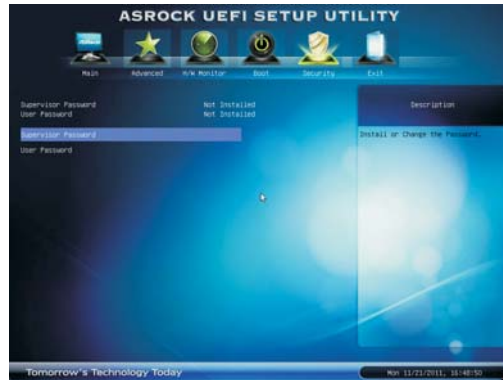 ASROCK UEFI SETUP UTILITY
Main Advanced H/W Monitor Boot Security Exit
Supervisor Password Not Installed
User Password Not Installed
Supervisor Password
User Password
Description
Install or Change the Password.
Tomorrow's Technology Today
Mon 11/21/2011, 16:48:50